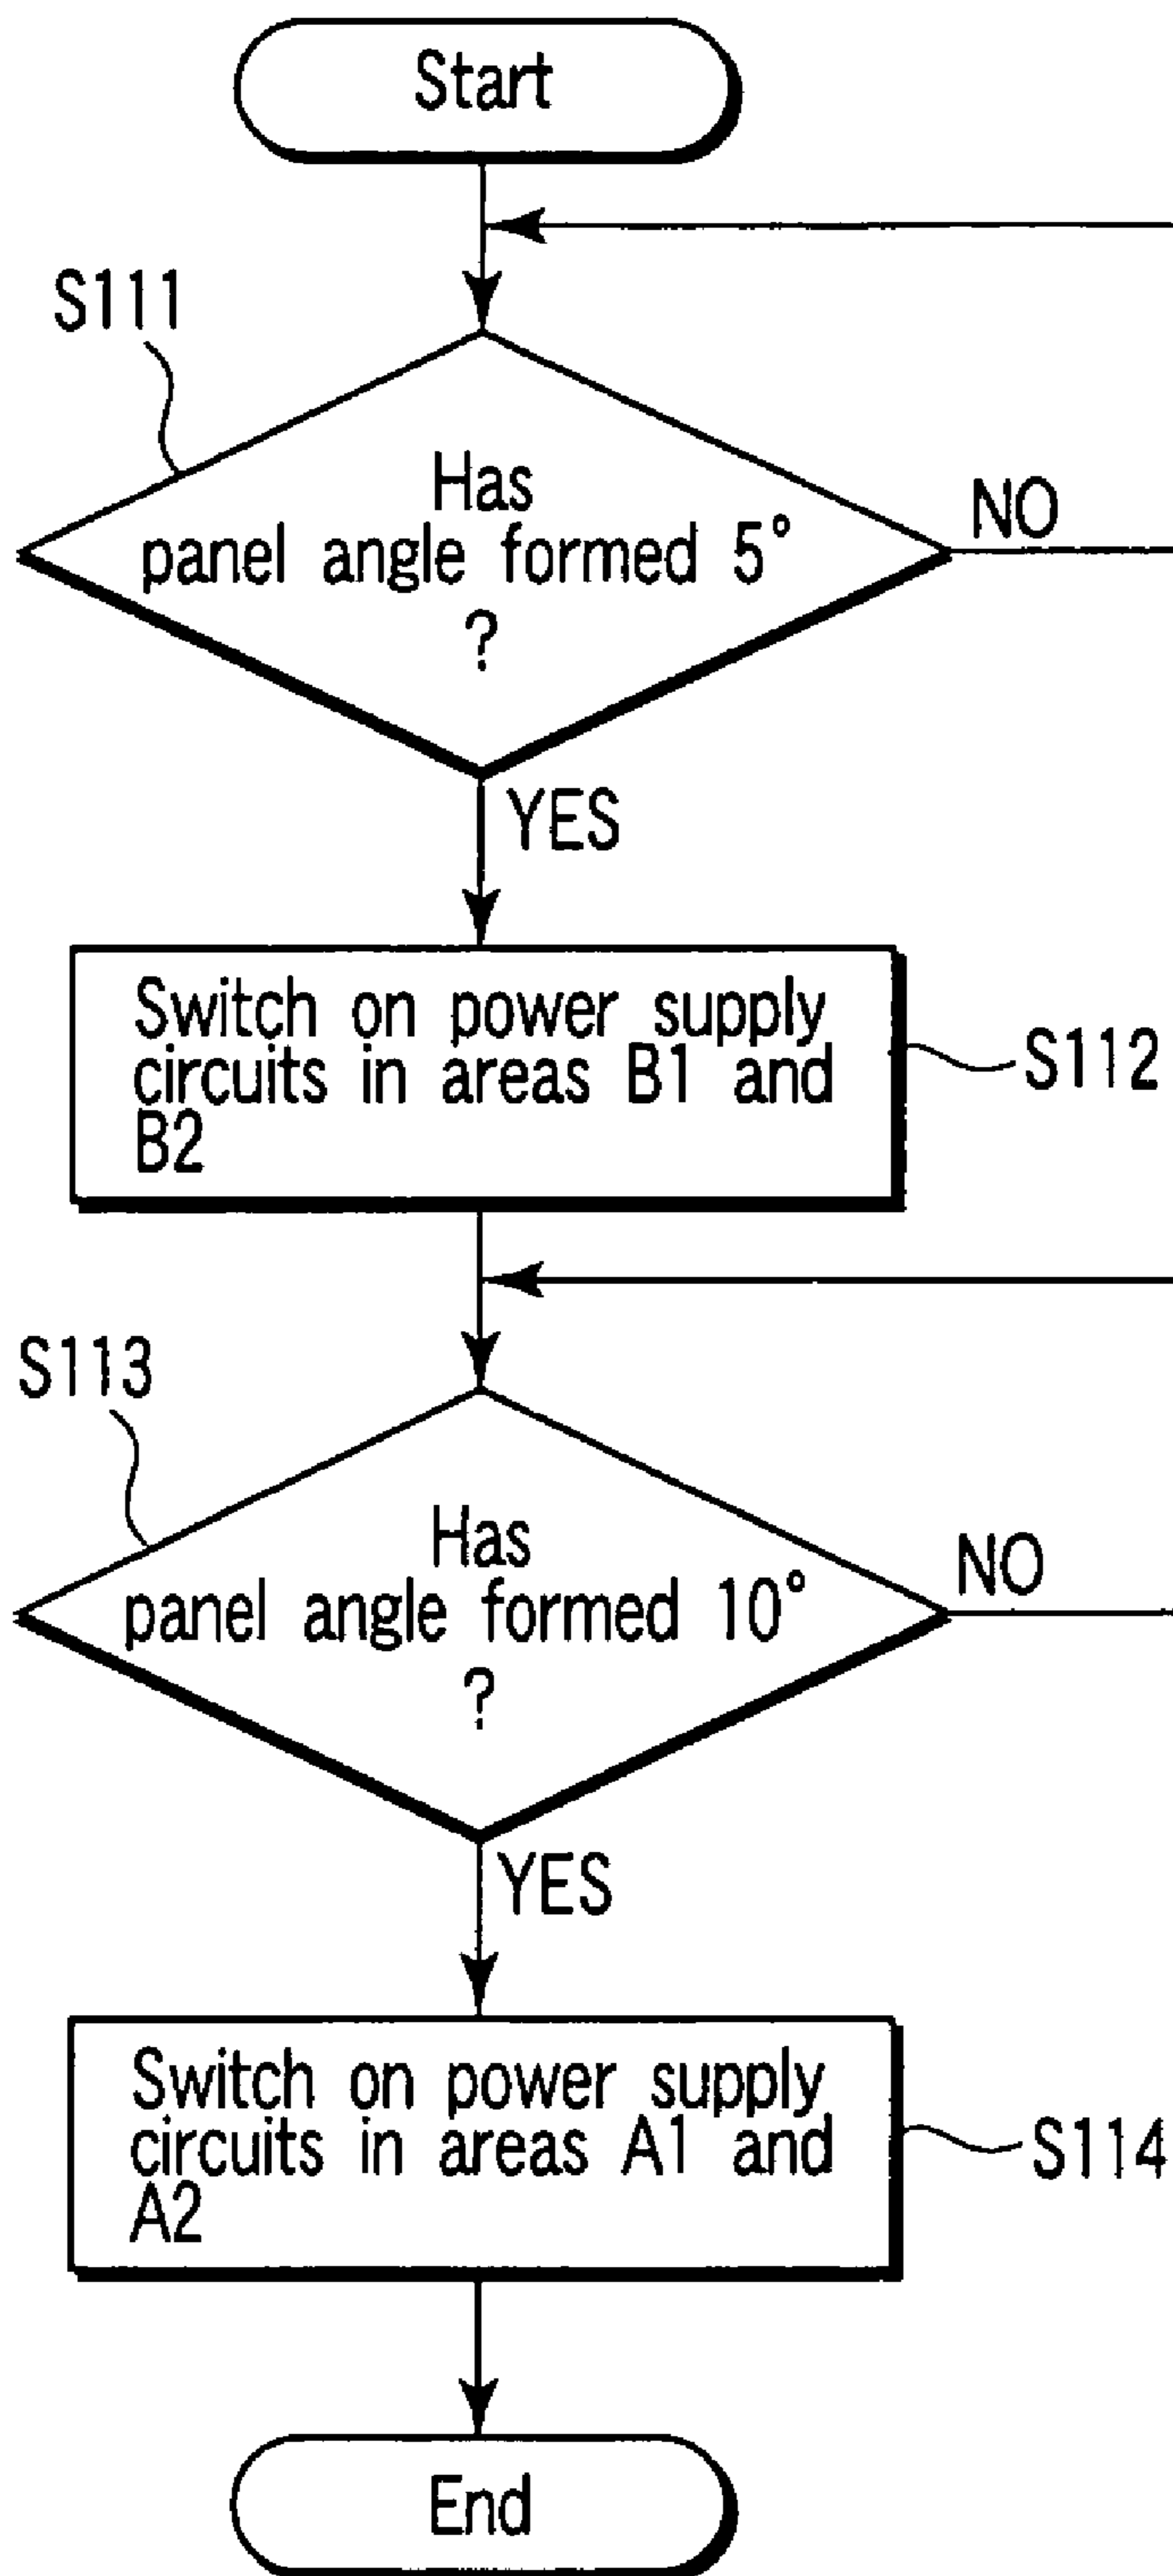 Start
S111
Has
panel angle formed 5°
?
NO
YES
Switch on power supply
circuits in areas B1 and
B2
S112
S113
Has
panel angle formed 10°
?
NO
YES
Switch on power supply
circuits in areas A1 and
A2
S114
End